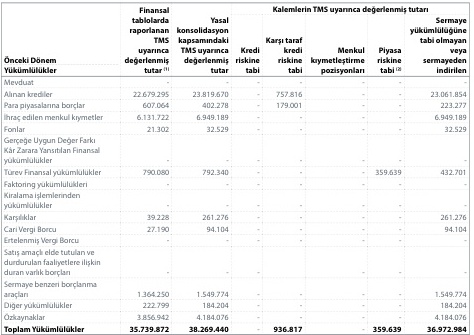 Kalemlerin TMS uyarınca değerlenmiş tutarı
Önceki Dönem Yükümlülükler | Finansal tablolarda raporlanan TMS uyarınca değerlenmiş tutar (1) | Yasal konsolidasyon kapsamındaki TMS uyarınca değerlenmiş tutar | Kredi riskine tabi | Karşı taraf kredi riskine tabi | Menkul kıymetleştirme pozisyonları | Piyasa riskine tabi (2) | Sermaye yükümlülüğüne tabi olmayan veya sermayeden indirilen
Mevduat - - - - - - -
Alınan krediler 22.679.295 23.819.670 - 757.816 - - 23.061.854
Para piyasalarına borçlar 607.064 402.278 - 179.001 - - 223.277
İhraç edilen menkul kıymetler 6.131.722 6.949.189 - - - - 6.949.189
Fonlar 21.302 32.529 - - - - 32.529
Gerçeğe Uygun Değer Farkı
Kâr Zarara Yansıtılan Finansal
yükümlülükler - - - - - - -
Türev Finansal yükümlülükler 790.080 792.340 - - - 359.639 432.701
Faktoring yükümlülükleri - - - - - - -
Kiralama işlemlerinden
yükümlülükler - - - - - - -
Karşılıklar 39.228 261.276 - - - - 261.276
Cari Vergi Borcu 27.190 94.104 - - - - 94.104
Ertelenmiş Vergi Borcu - - - - - - -
Satış amaçlı elde tutulan ve
durdurulan faaliyetlere ilişkin
duran varlık borçları - - - - - - -
Sermaye benzeri borçlanma
araçları 1.364.250 1.549.774 - - - - 1.549.774
Diğer yükümlülükler 222.799 184.204 - - - - 184.204
Özkaynaklar 3.856.942 4.184.076 - - - - 4.184.076
Toplam Yükümlülükler 35.739.872 38.269.440 - 936.817 - 359.639 36.972.984